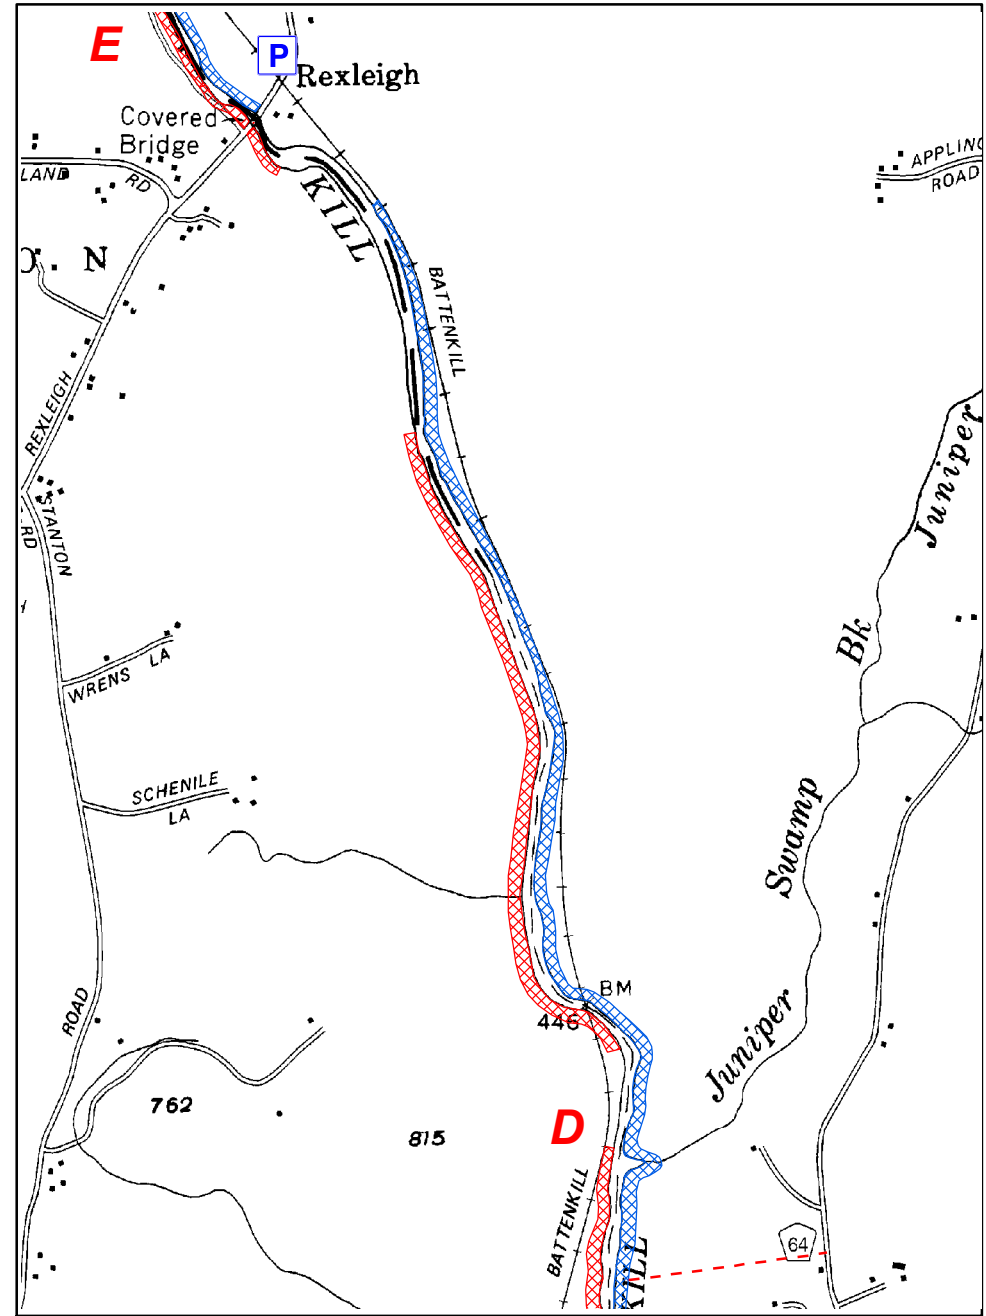 E
P
Rexleigh
Covered
Bridge
APPLING
ROAD
LAND
RD
KILL
O N
BATTENKILL
REXLEIGH
Juniper
STANTON
RD
Bk
WRENS LA
SCHENILE
LA
Swamp
BM
446
ROAD
Juniper
762
815
D
BATTENKILL
KILL
64